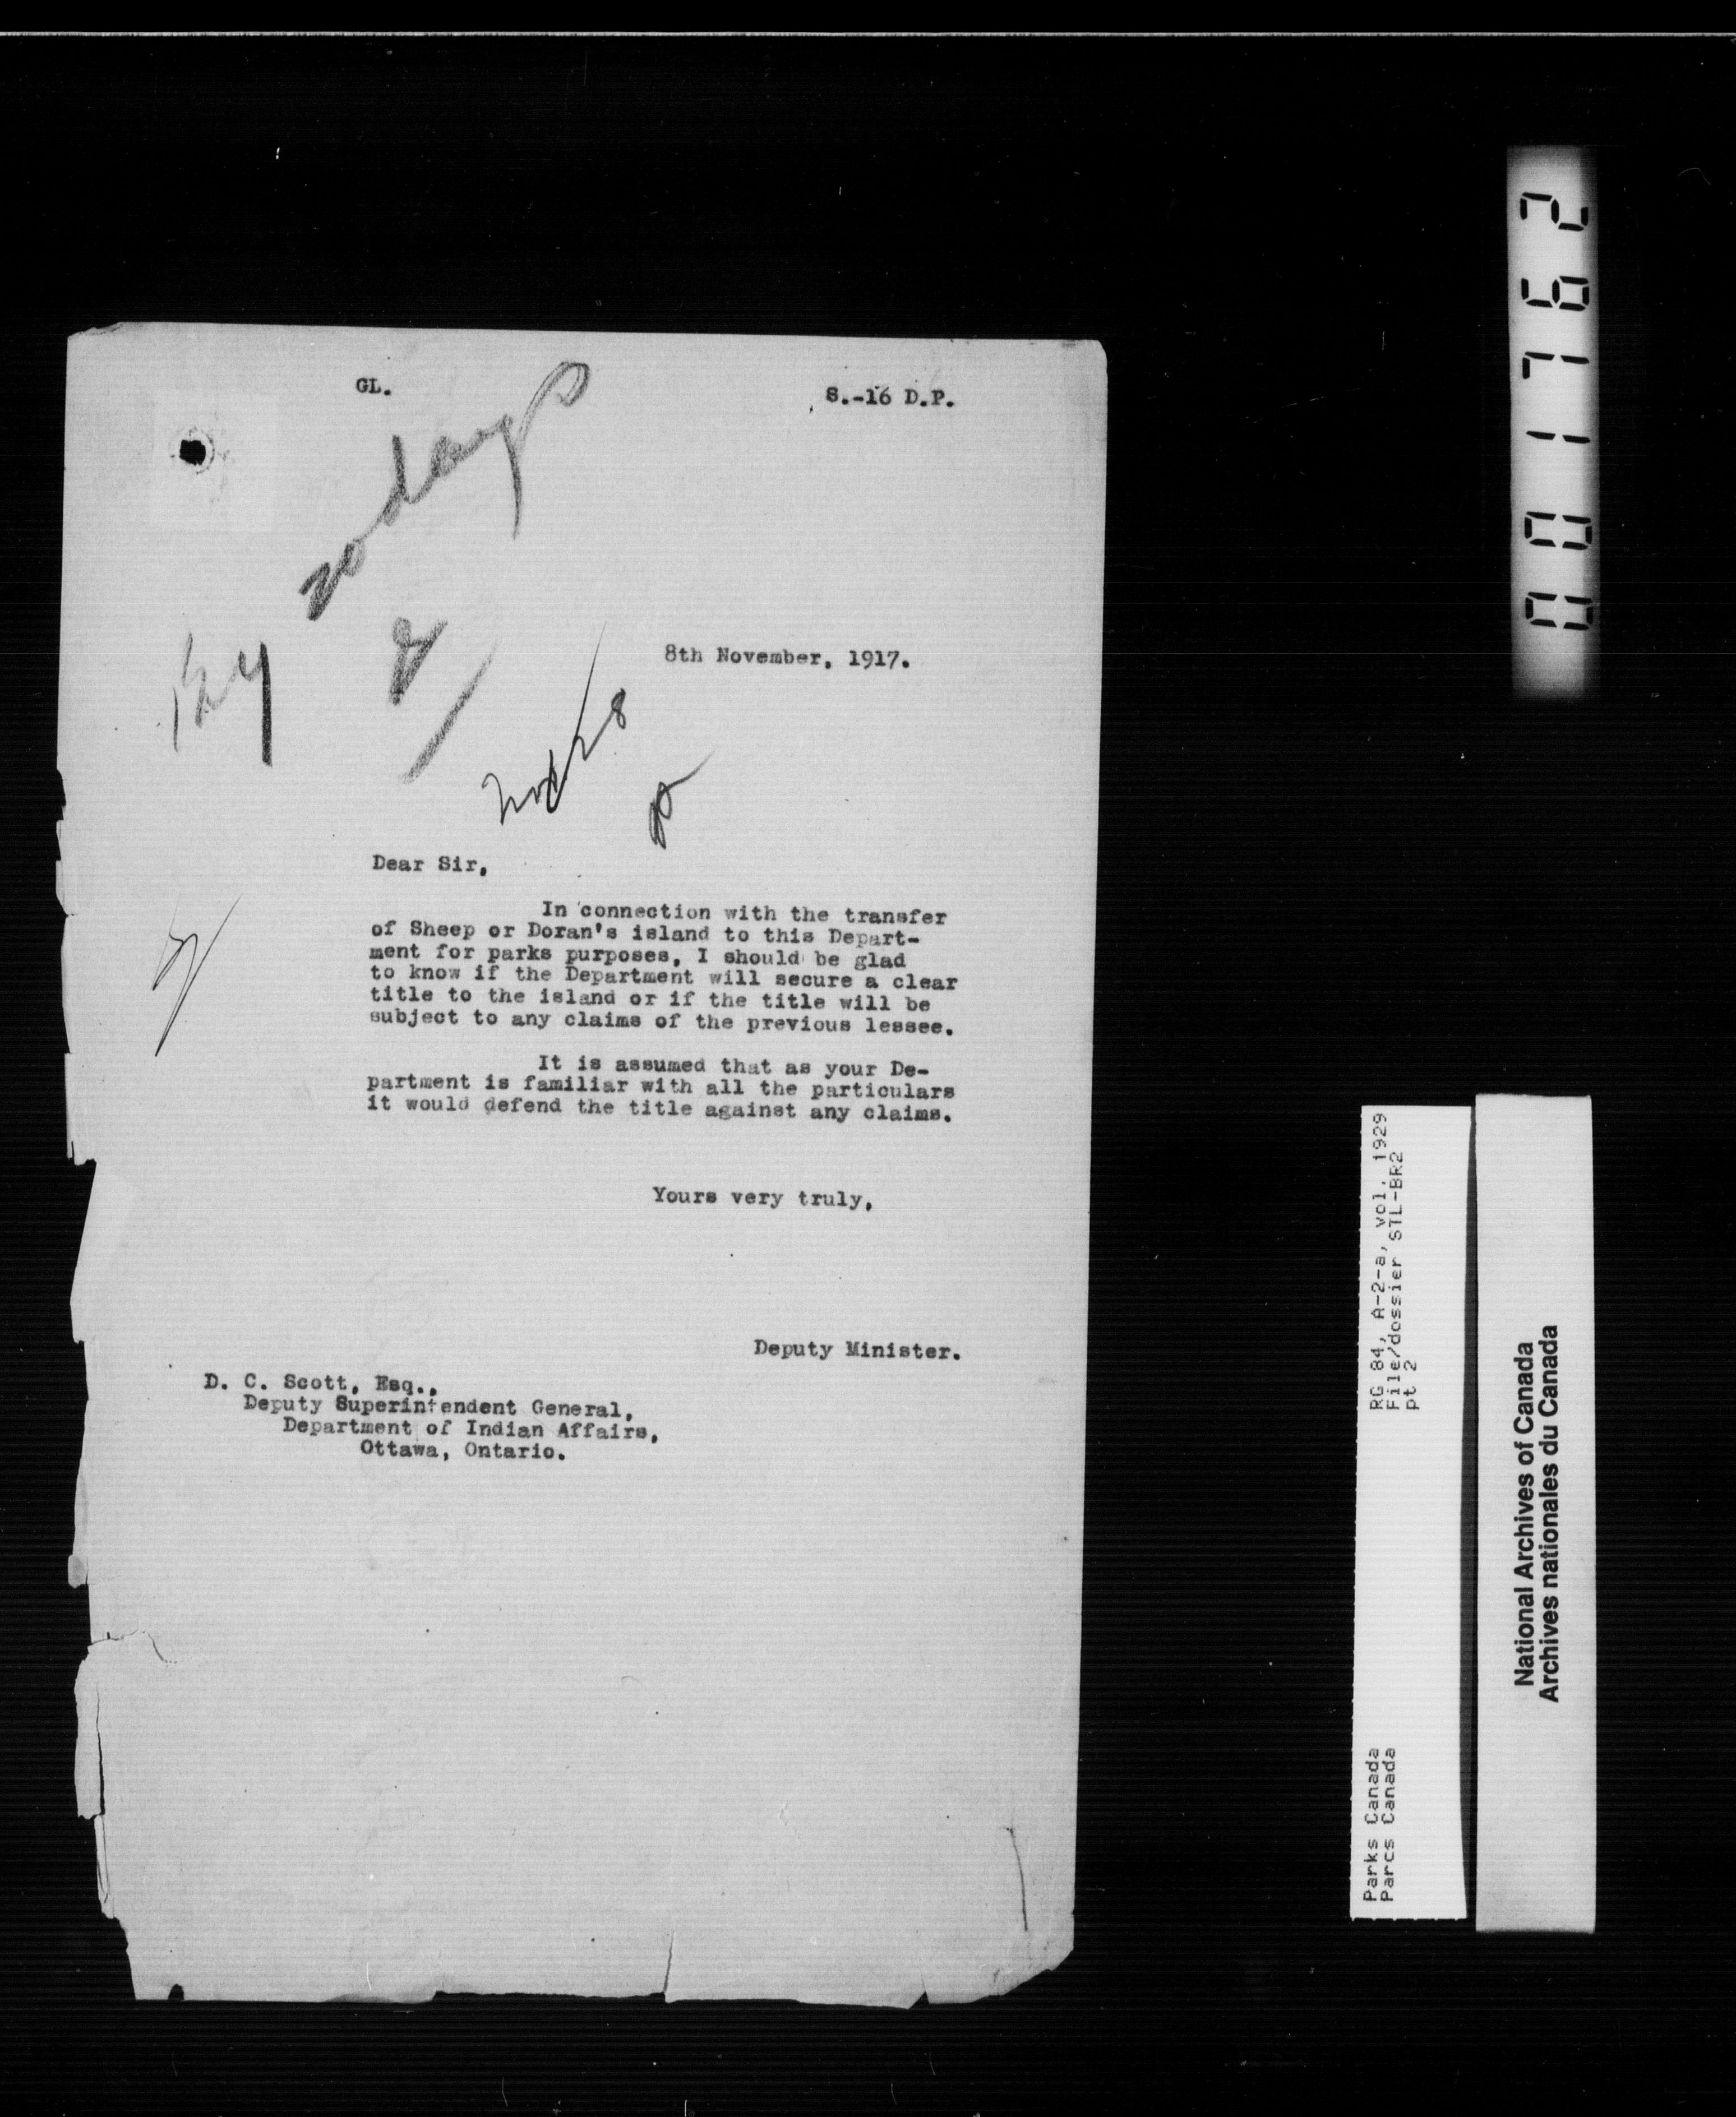 GL.
S.-16 D.P.
20 days
8th November, 1917.
Nov 28
Dear Sir,
In connection with the transfer
of Sheep or Doran's island to this Depart-
ment for parks purposes, I should be glad
to know if the Department will secure a clear
title to the island or if the title will be
subject to any claims of the previous lessee.
It is assumed that as your De-
partment is familiar with all the particulars
it would defend the title against any claims.
Yours very truly,
Deputy Minister.
D. C. Scott, Esq.,
Deputy Superintendent General,
Department of Indian Affairs,
Ottawa, Ontario.
001762
RG 84, A-2-a, vol. 1929
File/dossier STL-BR2
pt 2
Parks Canada
Parcs Canada
National Archives of Canada
Archives nationales du Canada